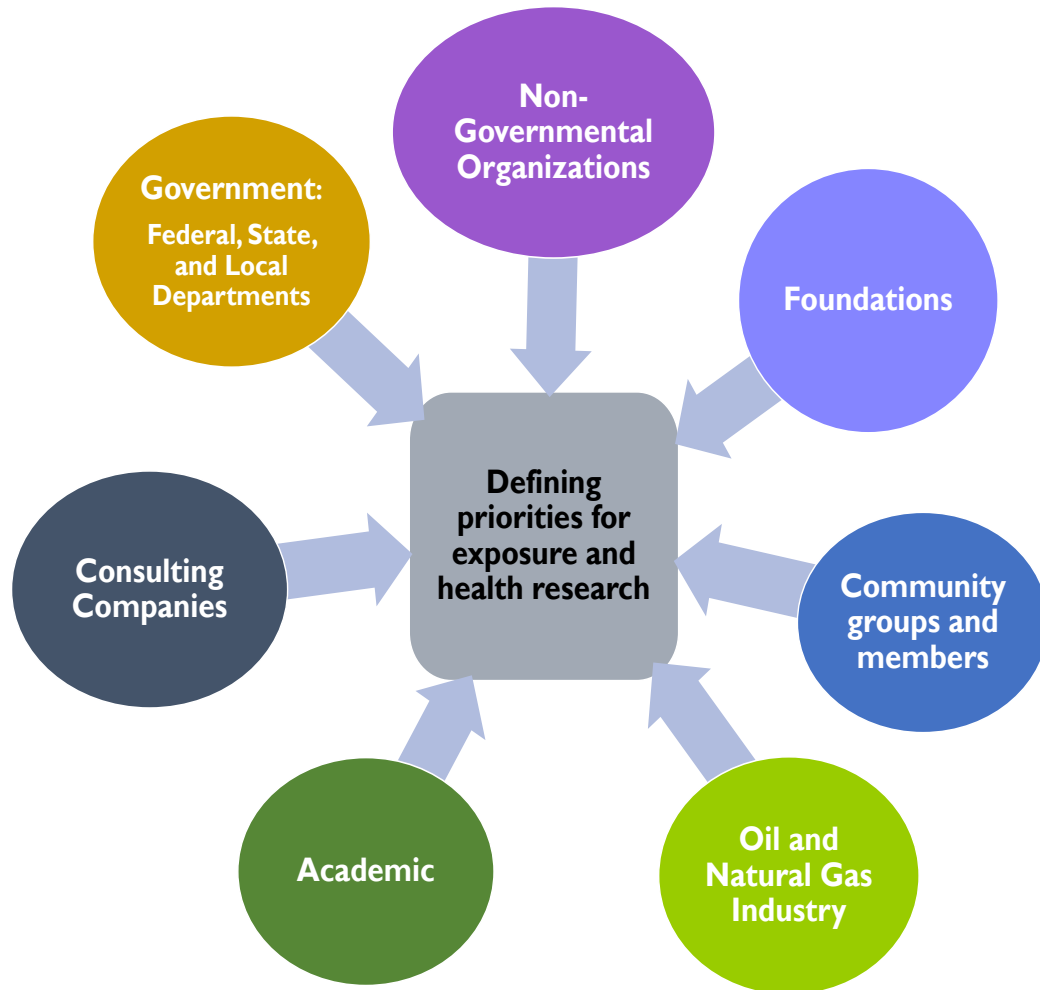 Non-
Governmental
Organizations
Government:
Federal, State,
and Local
Departments
Foundations
Defining
priorities for
exposure and
health research
Consulting
Companies
Community
groups and
members
Academic
Oil and
Natural Gas
Industry